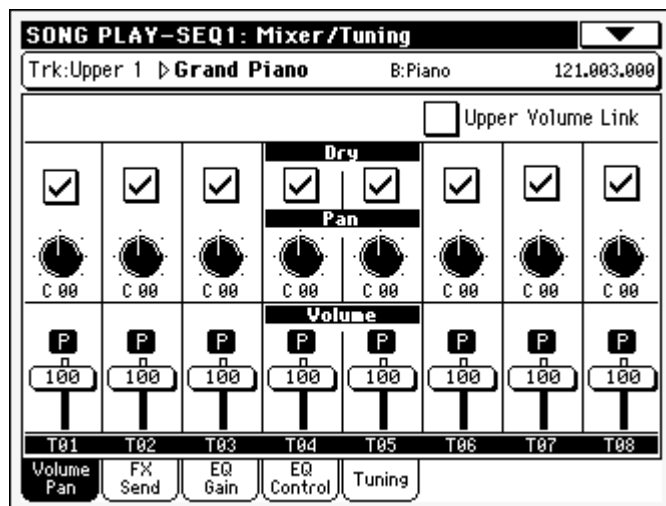 SONG PLAY-SEQ1: Mixer/Tuning
Trk:Upper 1 Grand Piano B:Piano 121.003.000
Upper Volume Link
Dry
Pan
C 00 C 00 C 00 C 00 C 00 C 00 C 00 C 00
Volume
P P P P P P P P
100 100 100 100 100 100 100 100
T01 T02 T03 T04 T05 T06 T07 T08
Volume Pan FX Send EQ Gain EQ Control Tuning